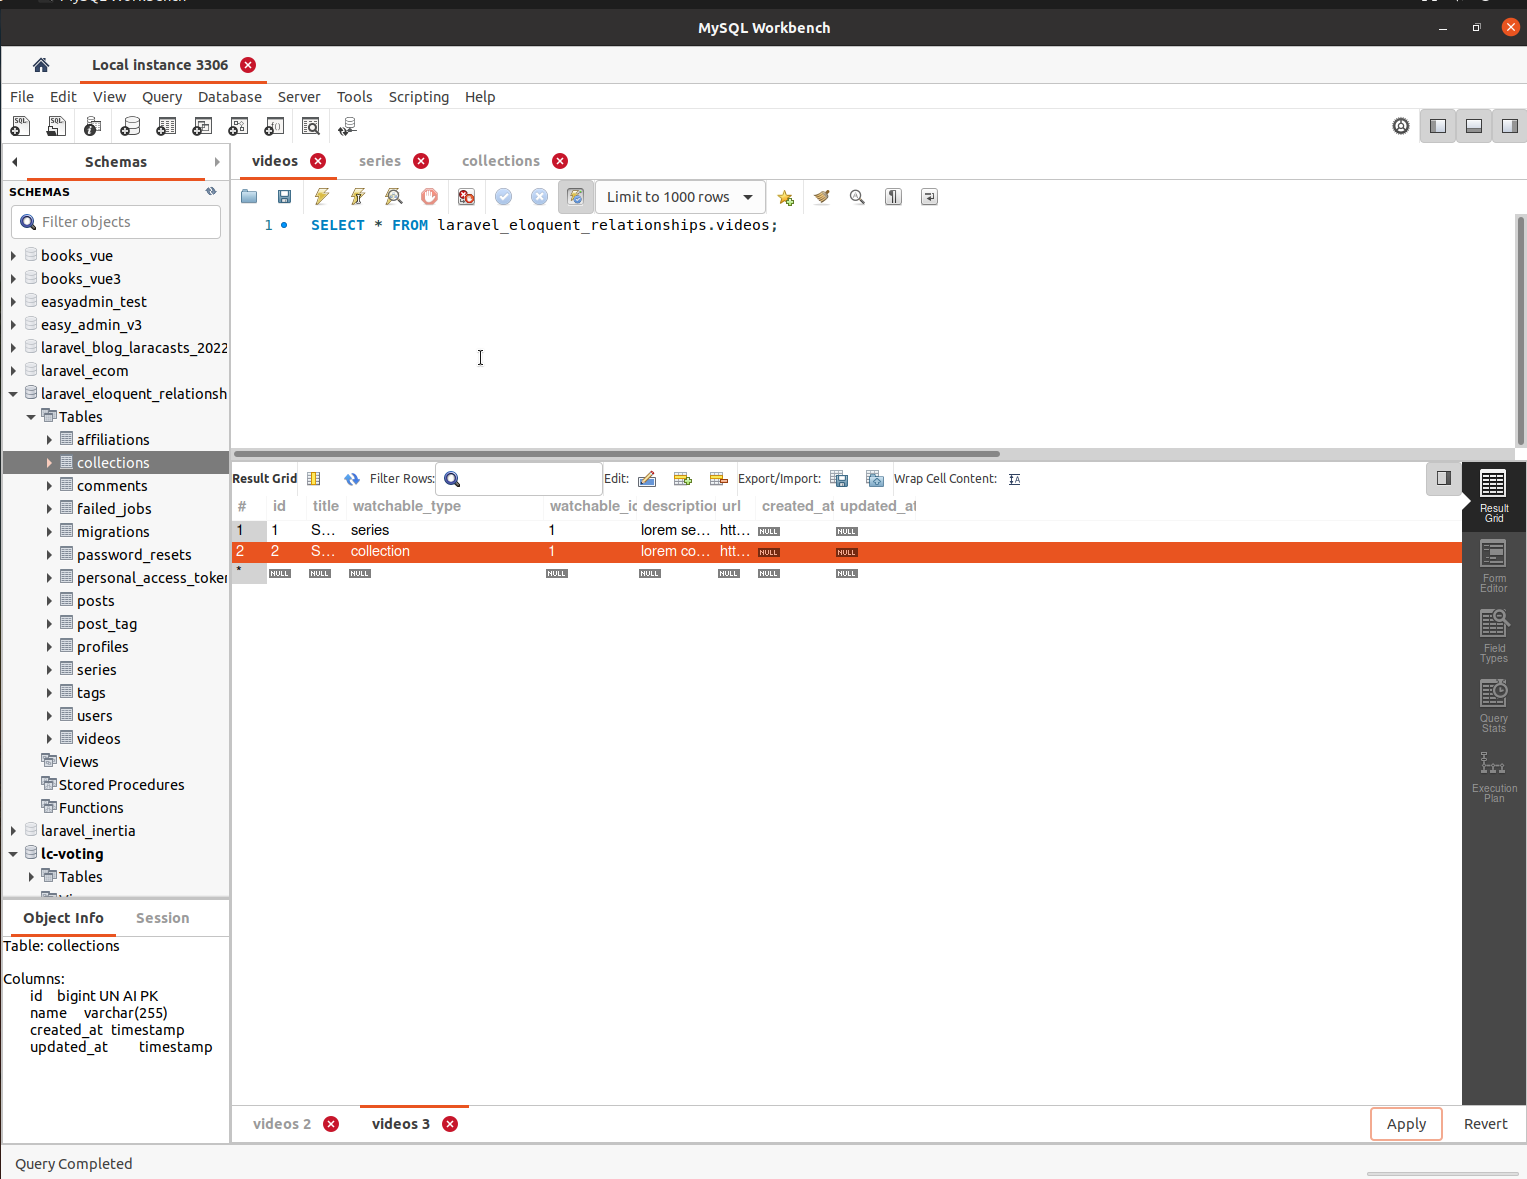 MySQL Workbench
Local instance 3306
File Edit View Query Database Server Tools Scripting Help
Schemas
SCHEMAS
Filter objects
books_vue
books_vue3
easyadmin_test
easy_admin_v3
laravel_blog_laracasts_2022
laravel_ecom
laravel_eloquent_relationsh
Tables
affiliations
collections
comments
failed_jobs
migrations
password_resets
personal_access_token
posts
post_tag
profiles
series
tags
users
videos
Views
Stored Procedures
Functions
laravel_inertia
lc-voting
Tables
Object Info Session
Table: collections
Columns:
id bigint UN AI PK
name varchar(255)
created_at timestamp
updated_at timestamp
videos series collections
Limit to 1000 rows
1 SELECT * FROM laravel_eloquent_relationships.videos;
Result Grid Filter Rows: Edit: Export/Import: Wrap Cell Content:
# id title watchable_type watchable_id description url created_at updated_at
1 1 S... series 1 lorem se... htt... NULL NULL
2 2 S... collection 1 lorem co... htt... NULL NULL
* NULL NULL NULL NULL NULL NULL NULL NULL
Result
Grid
Form
Editor
Field
Types
Query
Stats
Execution
Plan
videos 2 videos 3
Apply Revert
Query Completed